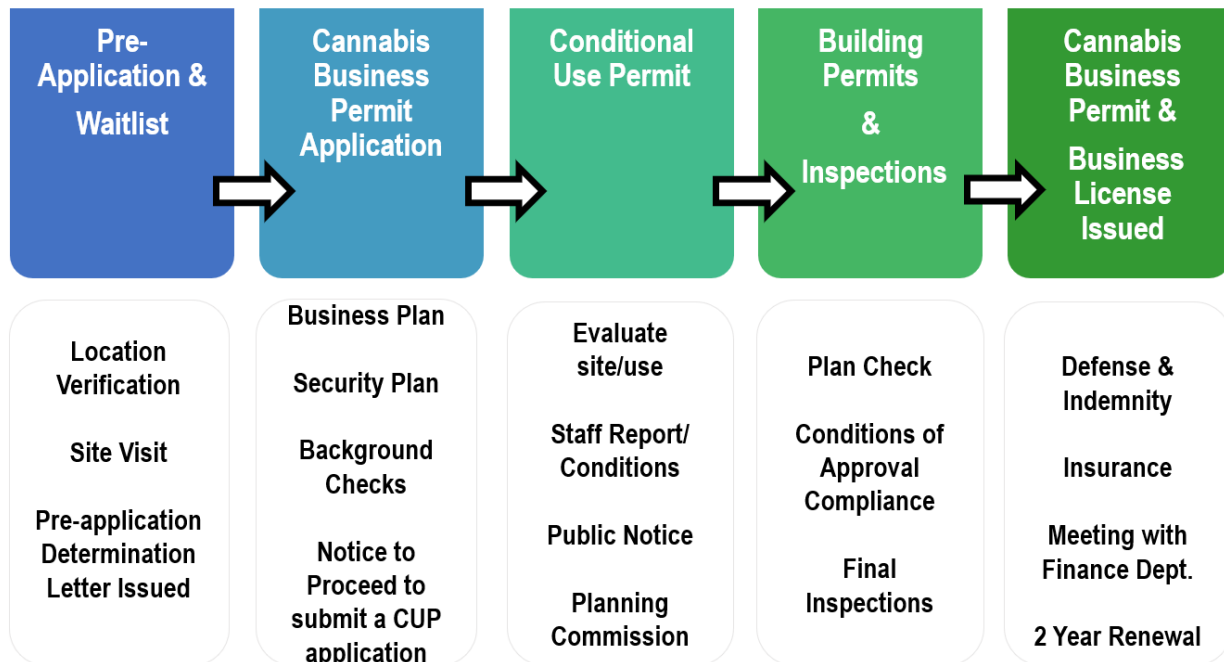 Pre-
Application &
Waitlist
Cannabis
Business
Permit
Application
Conditional
Use Permit
Building
Permits
&
Inspections
Cannabis
Business
Permit &
Business
License
Issued
Location
Verification
Site Visit
Pre-application
Determination
Letter Issued
Business Plan
Security Plan
Background
Checks
Notice to
Proceed to
submit a CUP
application
Evaluate
site/use
Staff Report/
Conditions
Public Notice
Planning
Commission
Plan Check
Conditions of
Approval
Compliance
Final
Inspections
Defense &
Indemnity
Insurance
Meeting with
Finance Dept.
2 Year Renewal